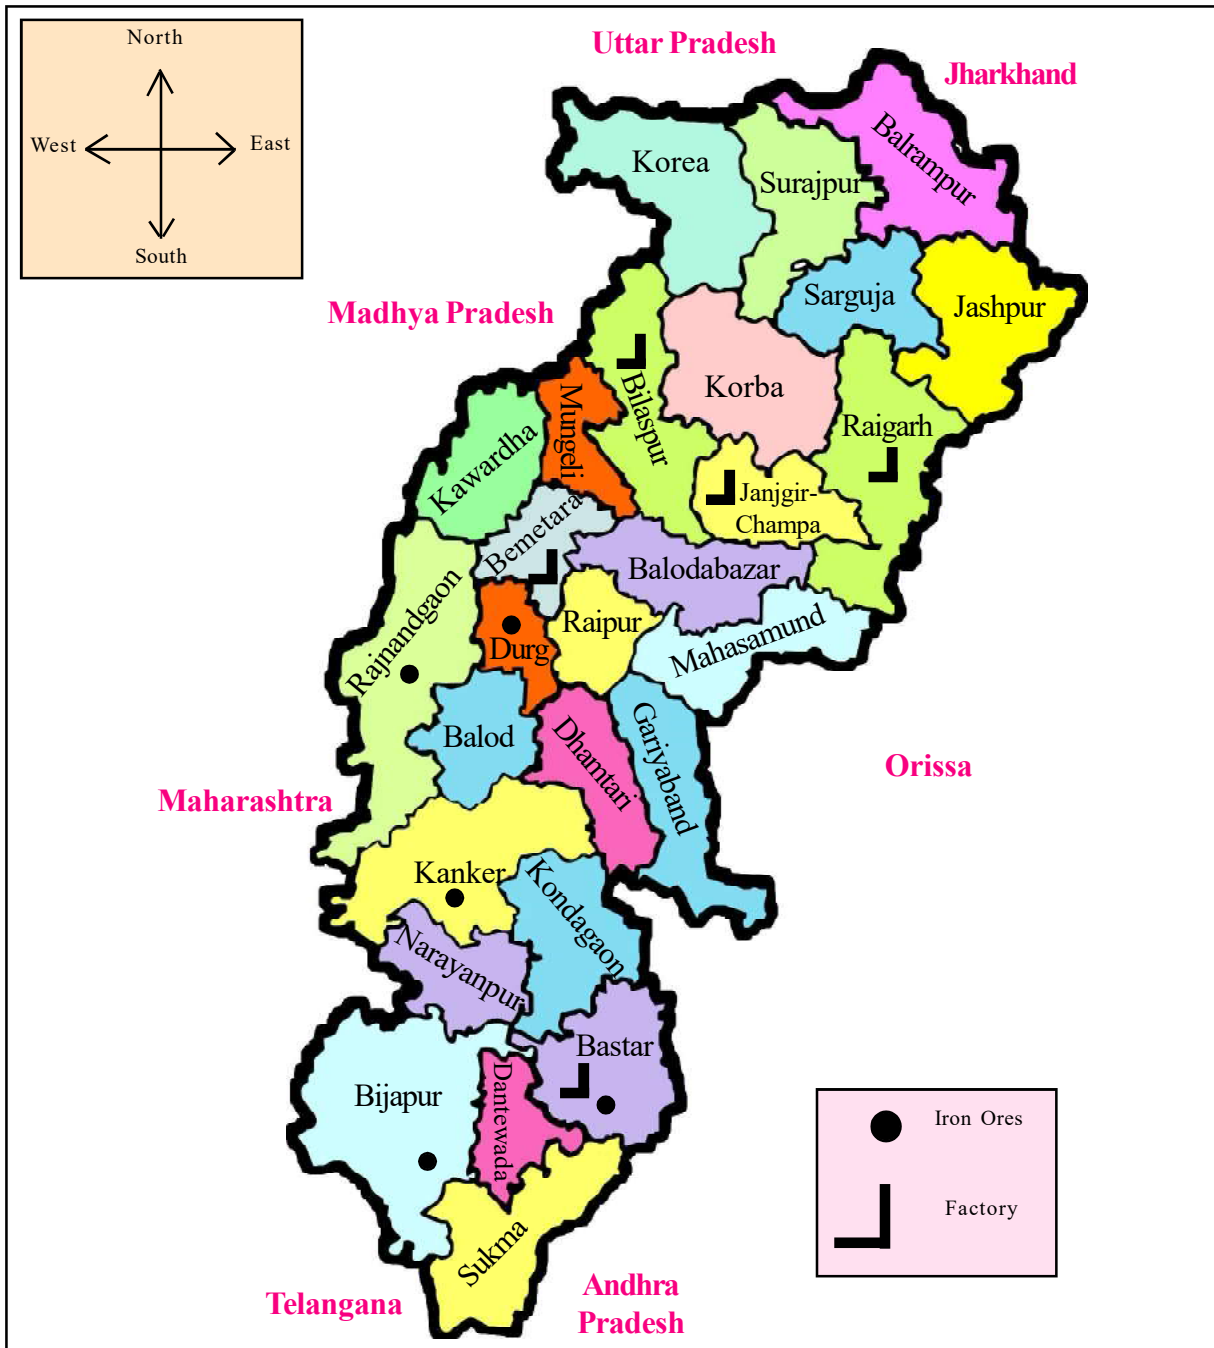 North
West
East
South
Uttar Pradesh
Jharkhand
Madhya Pradesh
Korea
Surajpur
Balrampur
Sarguja
Jashpur
Bilaspur
Korba
Mungeli
Raigarh
Kawardha
Janjgir-
Champa
Bemetara
Balodabazar
Rajnandgaon
Durg
Raipur
Mahasamund
Balod
Dhamtari
Gariyaband
Orissa
Maharashtra
Kanker
Kondagaon
Narayanpur
Bastar
Bijapur
Dantewada
Sukma
Telangana
Andhra
Pradesh
Iron Ores
Factory